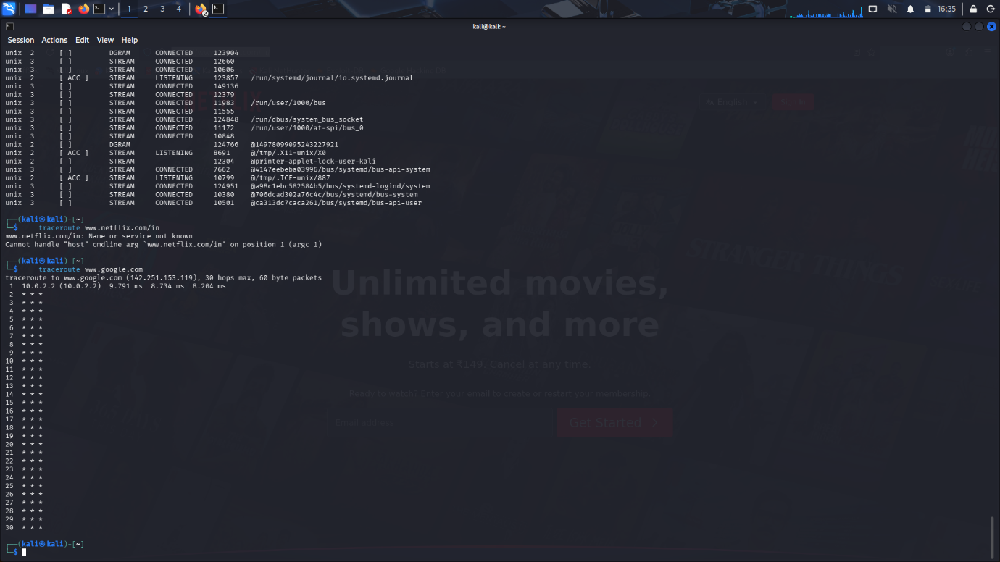 1 2 3 4 2 16:35
kali@kali: ~
Session Actions Edit View Help
unix 2 [ ] DGRAM CONNECTED 123904
unix 3 [ ] STREAM CONNECTED 12660
unix 3 [ ] STREAM CONNECTED 10606
unix 2 [ ACC ] STREAM LISTENING 123857 /run/systemd/journal/io.systemd.journal
unix 3 [ ] STREAM CONNECTED 149136
unix 3 [ ] STREAM CONNECTED 12379
unix 3 [ ] STREAM CONNECTED 11983 /run/user/1000/bus
unix 3 [ ] STREAM CONNECTED 11555
unix 3 [ ] STREAM CONNECTED 124848 /run/dbus/system_bus_socket
unix 3 [ ] STREAM CONNECTED 11172 /run/user/1000/at-spi/bus_0
unix 3 [ ] STREAM CONNECTED 10848
unix 2 [ ] DGRAM 124766 @14978099095243227921
unix 2 [ ACC ] STREAM LISTENING 8691 @/tmp/.X11-unix/X0
unix 2 [ ] STREAM 12304 @printer-applet-lock-user-kali
unix 3 [ ] STREAM CONNECTED 7662 @4147eebeba03996/bus/systemd/bus-api-system
unix 2 [ ACC ] STREAM LISTENING 10799 @/tmp/.ICE-unix/887
unix 3 [ ] STREAM CONNECTED 124951 @a98c1ebc582584b5/bus/systemd-logind/system
unix 3 [ ] STREAM CONNECTED 10380 @706dcad302a76c4c/bus/systemd/bus-system
unix 3 [ ] STREAM CONNECTED 10501 @ca313dc7caca261/bus/systemd/bus-api-user
┌──(kali㉿kali)-[~]
└─$ traceroute www.netflix.com/in
www.netflix.com/in: Name or service not known
Cannot handle "host" cmdline arg `www.netflix.com/in' on position 1 (argc 1)
┌──(kali㉿kali)-[~]
└─$ traceroute www.google.com
traceroute to www.google.com (142.251.153.119), 30 hops max, 60 byte packets
1 10.0.2.2 (10.0.2.2) 9.791 ms 8.734 ms 8.204 ms
2 * * *
3 * * *
4 * * *
5 * * *
6 * * *
7 * * *
8 * * *
9 * * *
10 * * *
11 * * *
12 * * *
13 * * *
14 * * *
15 * * *
16 * * *
17 * * *
18 * * *
19 * * *
20 * * *
21 * * *
22 * * *
23 * * *
24 * * *
25 * * *
26 * * *
27 * * *
28 * * *
29 * * *
30 * * *
┌──(kali㉿kali)-[~]
└─$
English
Sign In
STRANGER THINGS
Unlimited movies,
shows, and more
Starts at ₹149. Cancel at any time.
Ready to watch? Enter your email to create or restart your membership.
Email address
Get Started